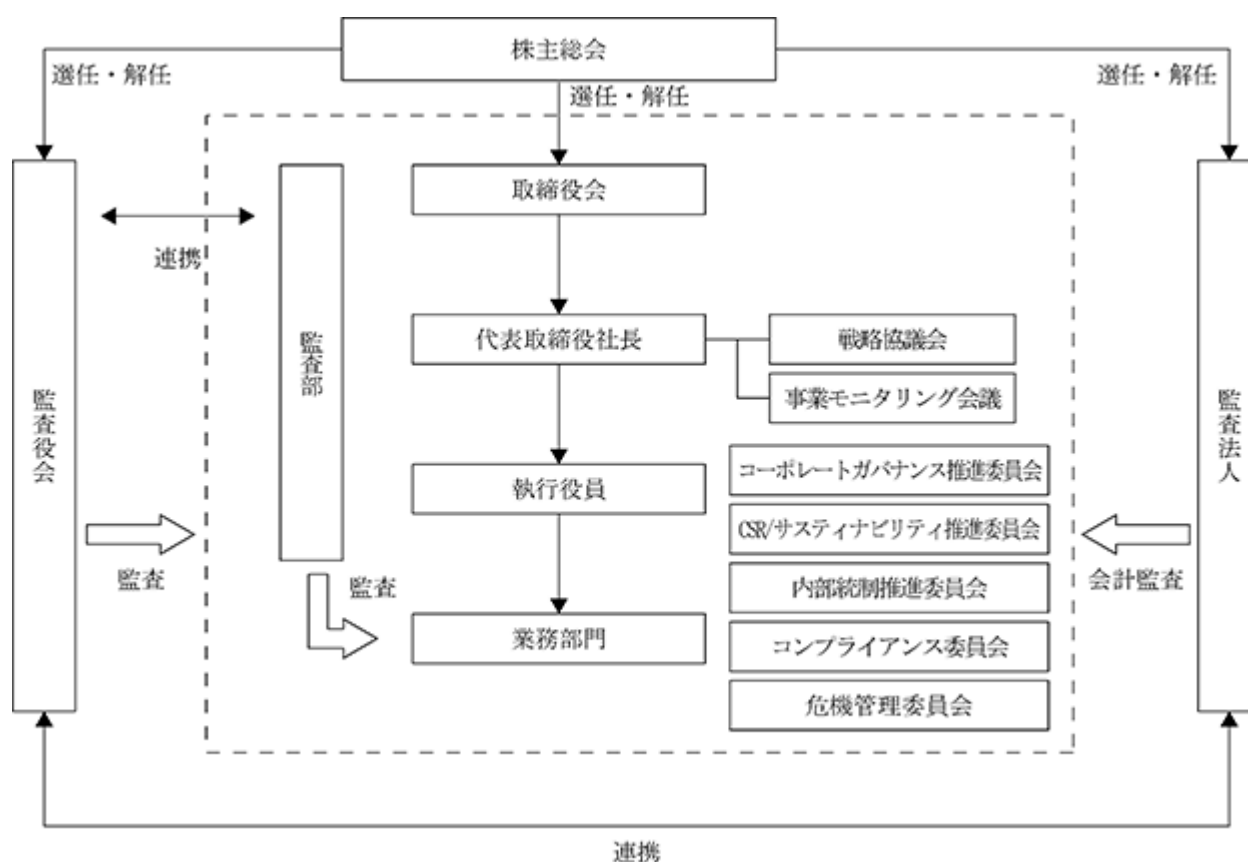 株主総会
選任・解任
選任・解任
選任・解任
取締役会
連携
監査部
代表取締役社長
戦略協議会
事業モニタリング会議
監査役会
監査法人
執行役員
コーポレートガバナンス推進委員会
CSR/サスティナビリティ推進委員会
監査
会計監査
監査
内部統制推進委員会
業務部門
コンプライアンス委員会
危機管理委員会
連携